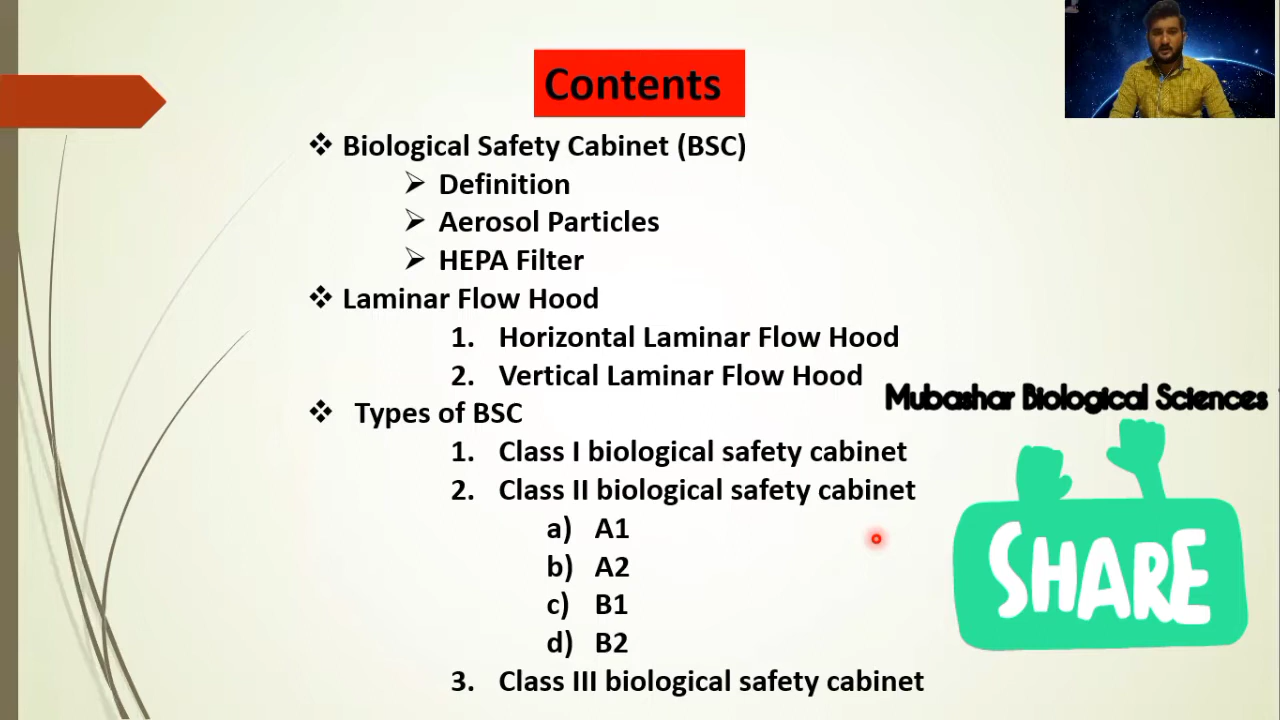 Contents
❖ Biological Safety Cabinet (BSC)
➢ Definition
➢ Aerosol Particles
➢ HEPA Filter
❖ Laminar Flow Hood
1. Horizontal Laminar Flow Hood
2. Vertical Laminar Flow Hood
❖ Types of BSC
Mubashar Biological Sciences
1. Class I biological safety cabinet
2. Class II biological safety cabinet
a) A1
b) A2
c) B1
d) B2
3. Class III biological safety cabinet
SHARE